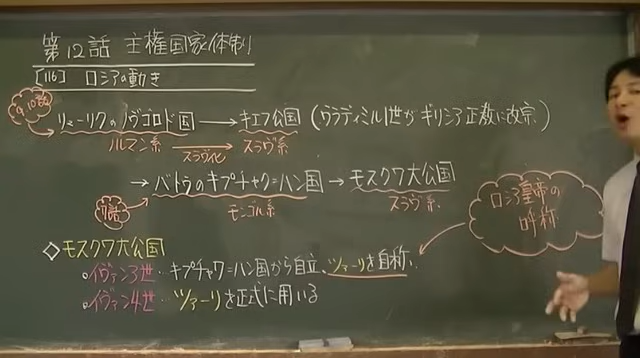 第12話 主権国家体制
[116] ロシアの動き
9,10話
リューリクのノヴゴロド国 → キエフ公国 (ウラディミル1世がギリシア正教に改宗)
ノルマン系 スラヴ化 スラヴ系
→ バトゥのキプチャク=ハン国 → モスクワ大公国
7話 モンゴル系 スラヴ系
ロシア皇帝の
呼称
◇モスクワ大公国
。イヴァン3世…キプチャク=ハン国から自立、ツァーリを自称
。イヴァン4世…ツァーリを正式に用いる